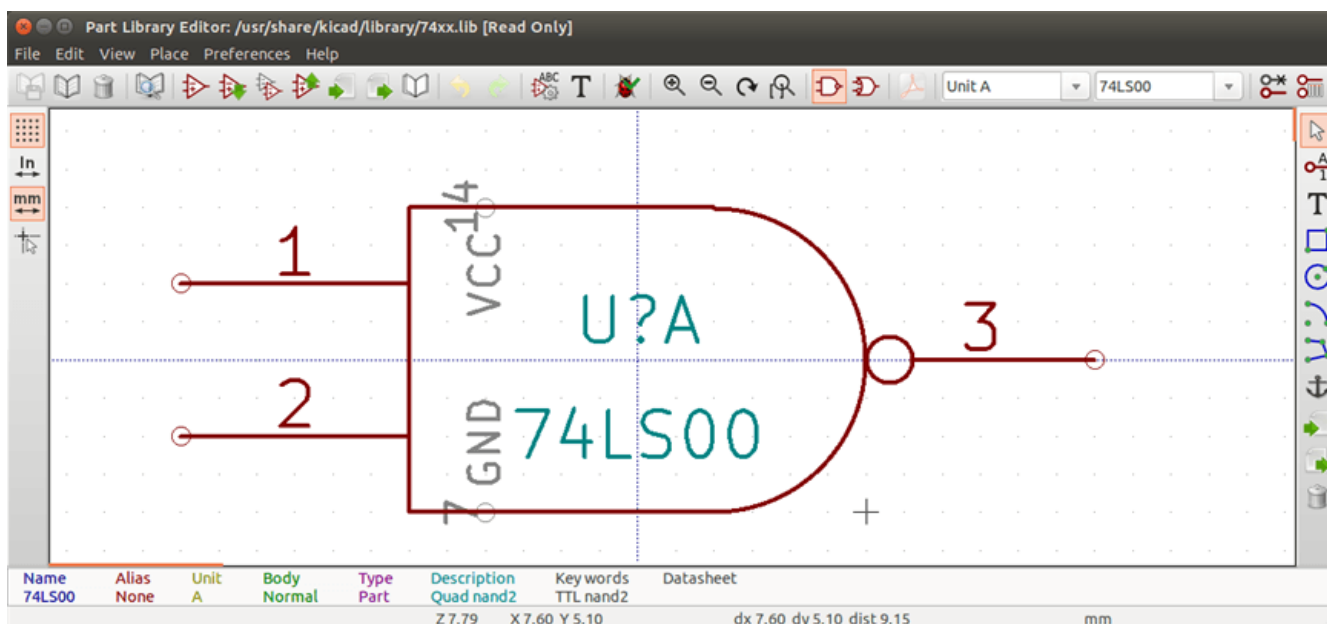 Part Library Editor: /usr/share/kicad/library/74xx.lib [Read Only]
File Edit View Place Preferences Help
ABC T Unit A 74LS00
In
mm
A
1
T
14
VCC
1
U?A
3
2
GND
74LS00
7
Name Alias Unit Body Type Description Key words Datasheet
74LS00 None A Normal Part Quad nand2 TTL nand2
Z 7.79 X 7.60 Y 5.10 dx 7.60 dy 5.10 dist 9.15 mm